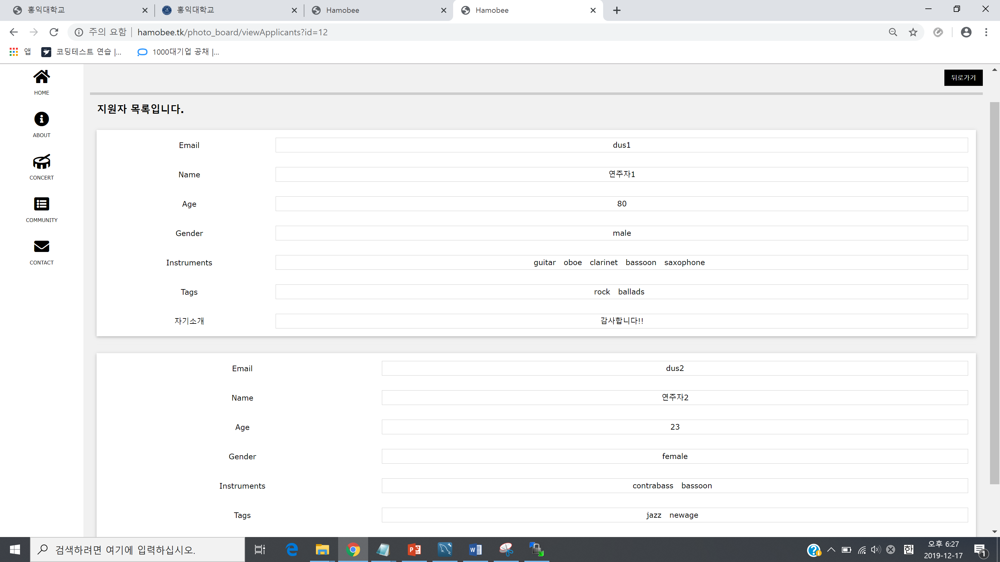 홍익대학교
홍익대학교
Hamobee
Hamobee
주의 요함 | hamobee.tk/photo_board/viewApplicants?id=12
앱
코딩테스트 연습 |...
1000대기업 공채 |...
HOME
ABOUT
CONCERT
COMMUNITY
CONTACT
뒤로가기
지원자 목록입니다.
Email dus1
Name 연주자1
Age 80
Gender male
Instruments guitar oboe clarinet bassoon saxophone
Tags rock ballads
자기소개 감사합니다!!
Email dus2
Name 연주자2
Age 23
Gender female
Instruments contrabass bassoon
Tags jazz newage
검색하려면 여기에 입력하십시오.
한
오후 6:27
2019-12-17
1